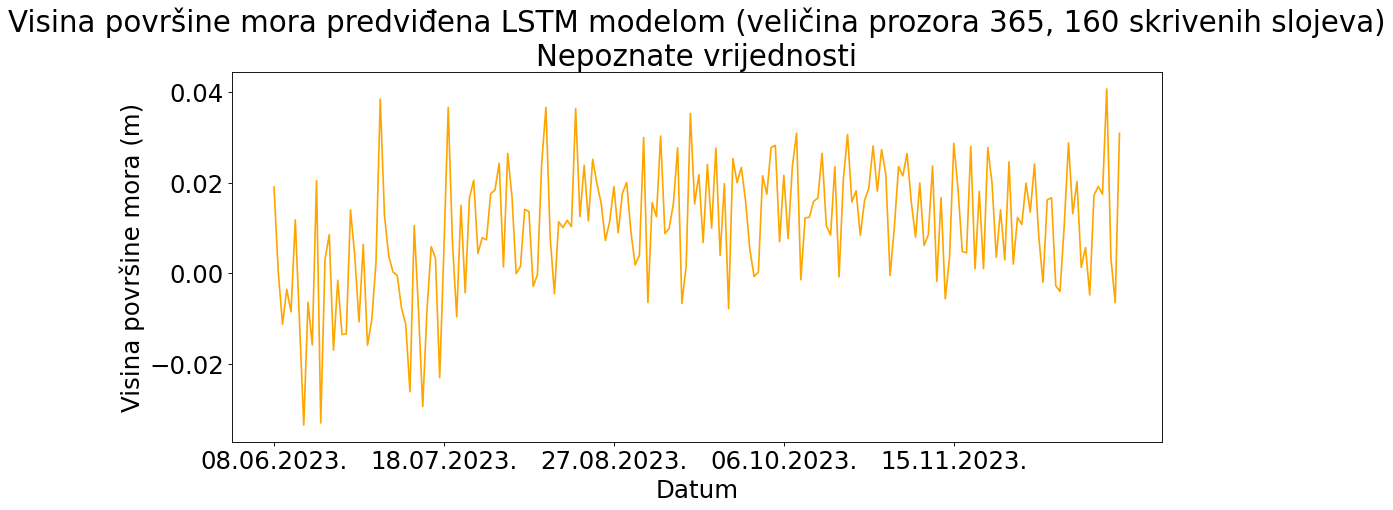 Visina površine mora predviđena LSTM modelom (veličina prozora 365, 160 skrivenih slojeva)
Nepoznate vrijednosti
Visina površine mora (m)
0.04
0.02
0.00
−0.02
08.06.2023. 18.07.2023. 27.08.2023. 06.10.2023. 15.11.2023.
Datum